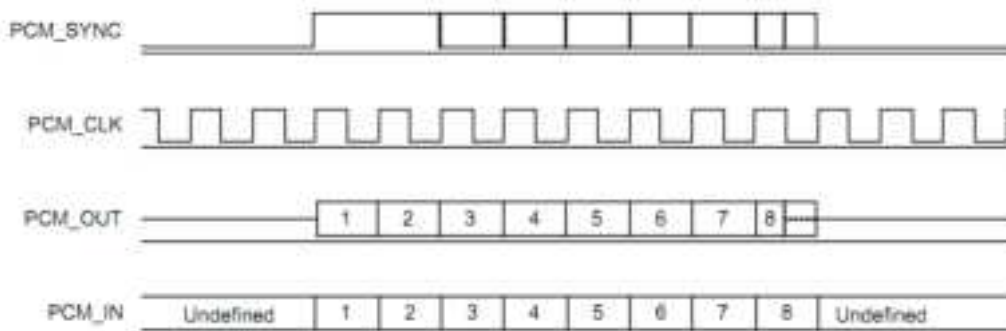 PCM_SYNC
PCM_CLK
PCM_OUT 1 2 3 4 5 6 7 8
PCM_IN Undefined 1 2 3 4 5 6 7 8 Undefined